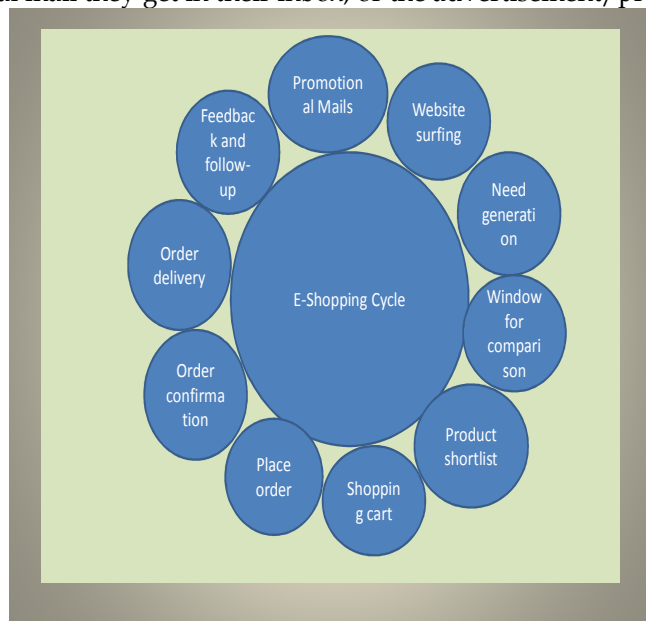 mail they get in their inbox, or the advertisement/
Promotion
al Mails
Website
surfing
Need
generati
on
Window
for
compari
son
Product
shortlist
Shoppin
g cart
Place
order
Order
confirma
tion
Order
delivery
Feedbac
k and
follow-
up
E-Shopping Cycle